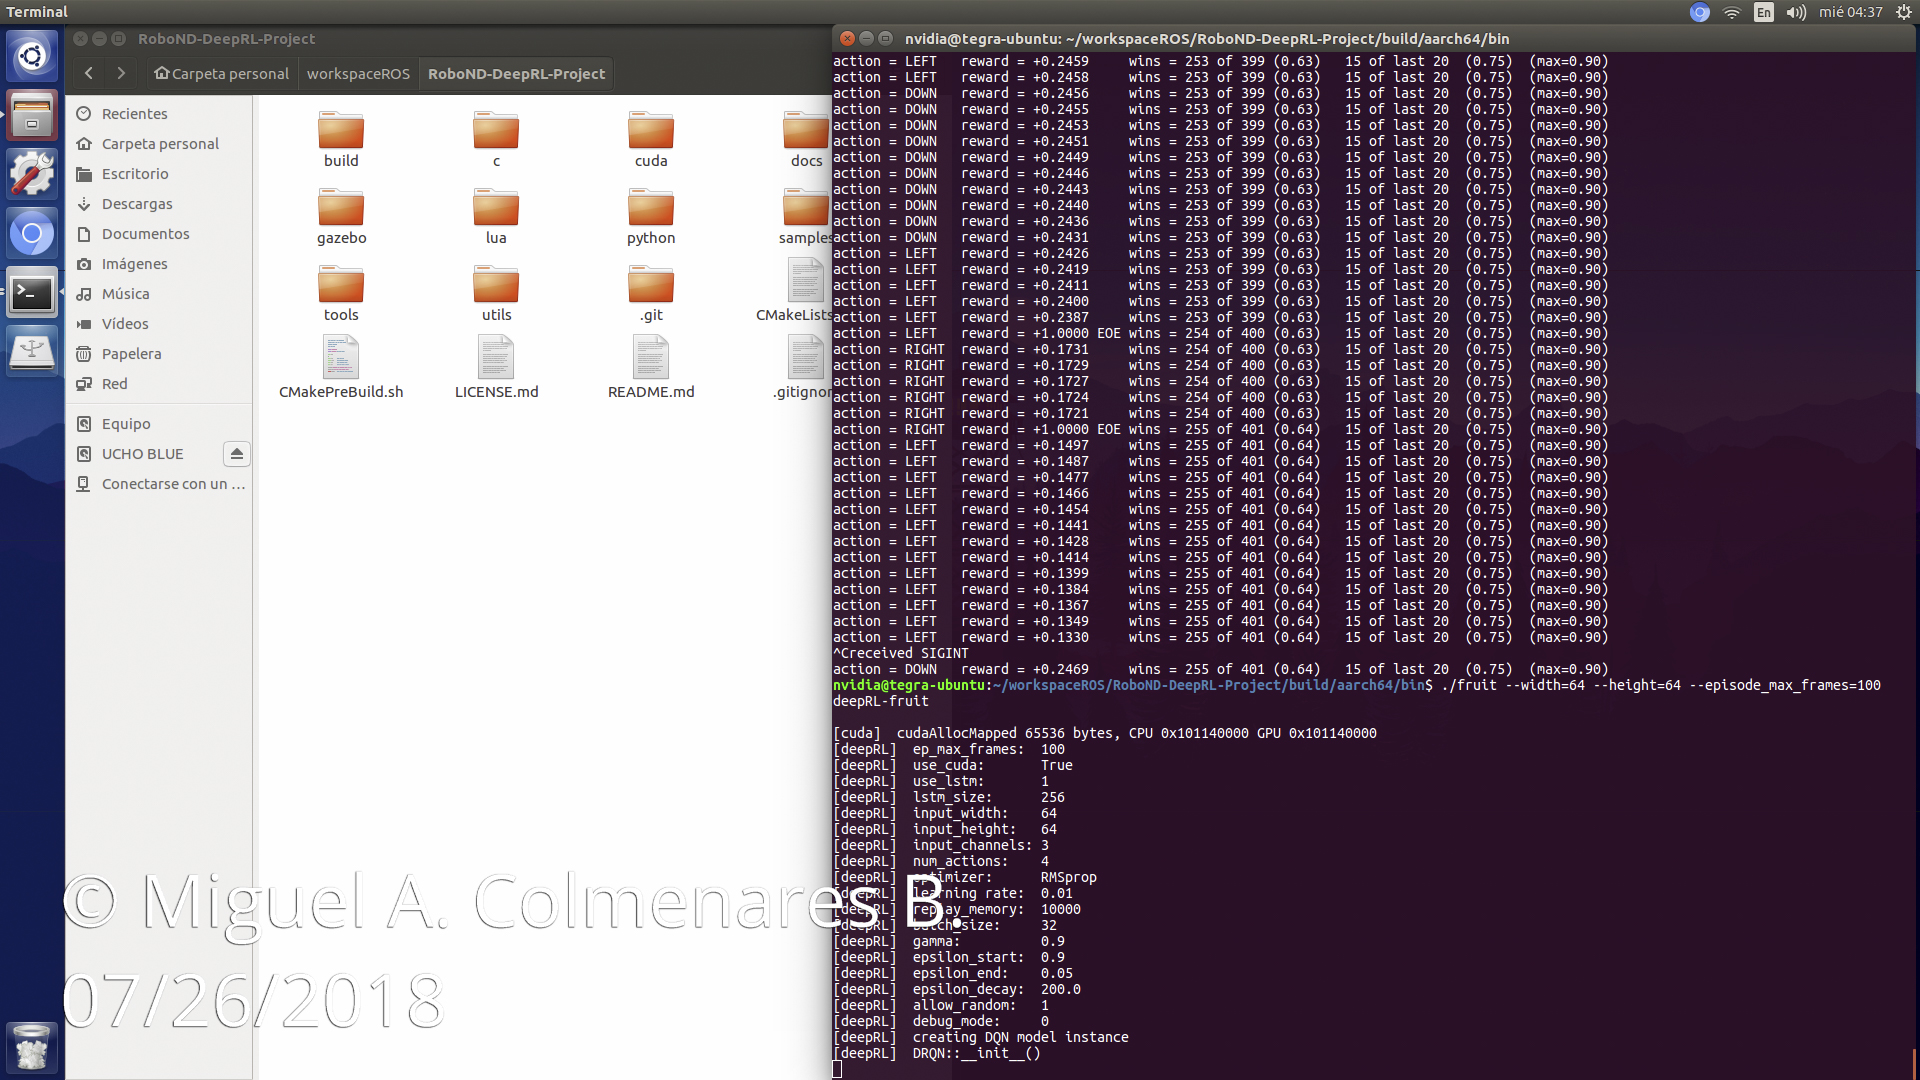 Terminal
En
mié 04:37
RoboND-DeepRL-Project
Carpeta personal
workspaceROS
RoboND-DeepRL-Project
Recientes
Carpeta personal
Escritorio
Descargas
Documentos
Imágenes
Música
Vídeos
Papelera
Red
Equipo
UCHO BLUE
Conectarse con un ...
build
c
cuda
docs
gazebo
lua
python
samples
tools
utils
.git
CMakeLists
CMakePreBuild.sh
LICENSE.md
README.md
.gitignor
nvidia@tegra-ubuntu: ~/workspaceROS/RoboND-DeepRL-Project/build/aarch64/bin
action = LEFT reward = +0.2459 wins = 253 of 399 (0.63) 15 of last 20 (0.75) (max=0.90)
action = LEFT reward = +0.2458 wins = 253 of 399 (0.63) 15 of last 20 (0.75) (max=0.90)
action = DOWN reward = +0.2456 wins = 253 of 399 (0.63) 15 of last 20 (0.75) (max=0.90)
action = DOWN reward = +0.2455 wins = 253 of 399 (0.63) 15 of last 20 (0.75) (max=0.90)
action = DOWN reward = +0.2453 wins = 253 of 399 (0.63) 15 of last 20 (0.75) (max=0.90)
action = DOWN reward = +0.2451 wins = 253 of 399 (0.63) 15 of last 20 (0.75) (max=0.90)
action = DOWN reward = +0.2449 wins = 253 of 399 (0.63) 15 of last 20 (0.75) (max=0.90)
action = DOWN reward = +0.2446 wins = 253 of 399 (0.63) 15 of last 20 (0.75) (max=0.90)
action = DOWN reward = +0.2443 wins = 253 of 399 (0.63) 15 of last 20 (0.75) (max=0.90)
action = DOWN reward = +0.2440 wins = 253 of 399 (0.63) 15 of last 20 (0.75) (max=0.90)
action = DOWN reward = +0.2436 wins = 253 of 399 (0.63) 15 of last 20 (0.75) (max=0.90)
action = DOWN reward = +0.2431 wins = 253 of 399 (0.63) 15 of last 20 (0.75) (max=0.90)
action = LEFT reward = +0.2426 wins = 253 of 399 (0.63) 15 of last 20 (0.75) (max=0.90)
action = LEFT reward = +0.2419 wins = 253 of 399 (0.63) 15 of last 20 (0.75) (max=0.90)
action = LEFT reward = +0.2411 wins = 253 of 399 (0.63) 15 of last 20 (0.75) (max=0.90)
action = LEFT reward = +0.2400 wins = 253 of 399 (0.63) 15 of last 20 (0.75) (max=0.90)
action = LEFT reward = +0.2387 wins = 253 of 399 (0.63) 15 of last 20 (0.75) (max=0.90)
action = LEFT reward = +1.0000 EOE wins = 254 of 400 (0.63) 15 of last 20 (0.75) (max=0.90)
action = RIGHT reward = +0.1731 wins = 254 of 400 (0.63) 15 of last 20 (0.75) (max=0.90)
action = RIGHT reward = +0.1729 wins = 254 of 400 (0.63) 15 of last 20 (0.75) (max=0.90)
action = RIGHT reward = +0.1727 wins = 254 of 400 (0.63) 15 of last 20 (0.75) (max=0.90)
action = RIGHT reward = +0.1724 wins = 254 of 400 (0.63) 15 of last 20 (0.75) (max=0.90)
action = RIGHT reward = +0.1721 wins = 254 of 400 (0.63) 15 of last 20 (0.75) (max=0.90)
action = RIGHT reward = +1.0000 EOE wins = 255 of 401 (0.64) 15 of last 20 (0.75) (max=0.90)
action = LEFT reward = +0.1497 wins = 255 of 401 (0.64) 15 of last 20 (0.75) (max=0.90)
action = LEFT reward = +0.1487 wins = 255 of 401 (0.64) 15 of last 20 (0.75) (max=0.90)
action = LEFT reward = +0.1477 wins = 255 of 401 (0.64) 15 of last 20 (0.75) (max=0.90)
action = LEFT reward = +0.1466 wins = 255 of 401 (0.64) 15 of last 20 (0.75) (max=0.90)
action = LEFT reward = +0.1454 wins = 255 of 401 (0.64) 15 of last 20 (0.75) (max=0.90)
action = LEFT reward = +0.1441 wins = 255 of 401 (0.64) 15 of last 20 (0.75) (max=0.90)
action = LEFT reward = +0.1428 wins = 255 of 401 (0.64) 15 of last 20 (0.75) (max=0.90)
action = LEFT reward = +0.1414 wins = 255 of 401 (0.64) 15 of last 20 (0.75) (max=0.90)
action = LEFT reward = +0.1399 wins = 255 of 401 (0.64) 15 of last 20 (0.75) (max=0.90)
action = LEFT reward = +0.1384 wins = 255 of 401 (0.64) 15 of last 20 (0.75) (max=0.90)
action = LEFT reward = +0.1367 wins = 255 of 401 (0.64) 15 of last 20 (0.75) (max=0.90)
action = LEFT reward = +0.1349 wins = 255 of 401 (0.64) 15 of last 20 (0.75) (max=0.90)
action = LEFT reward = +0.1330 wins = 255 of 401 (0.64) 15 of last 20 (0.75) (max=0.90)
^Creceived SIGINT
action = DOWN reward = +0.2469 wins = 255 of 401 (0.64) 15 of last 20 (0.75) (max=0.90)
nvidia@tegra-ubuntu:~/workspaceROS/RoboND-DeepRL-Project/build/aarch64/bin$ ./fruit --width=64 --height=64 --episode_max_frames=100
deepRL-fruit
[cuda] cudaAllocMapped 65536 bytes, CPU 0x101140000 GPU 0x101140000
[deepRL] ep_max_frames: 100
[deepRL] use_cuda: True
[deepRL] use_lstm: 1
[deepRL] lstm_size: 256
[deepRL] input_width: 64
[deepRL] input_height: 64
[deepRL] input_channels: 3
[deepRL] num_actions: 4
[deepRL] optimizer: RMSprop
[deepRL] learning rate: 0.01
[deepRL] replay_memory: 10000
[deepRL] batch_size: 32
[deepRL] gamma: 0.9
[deepRL] epsilon_start: 0.9
[deepRL] epsilon_end: 0.05
[deepRL] epsilon_decay: 200.0
[deepRL] allow_random: 1
[deepRL] debug_mode: 0
[deepRL] creating DQN model instance
[deepRL] DRQN::__init__()
© Miguel A. Colmenares B.
07/26/2018